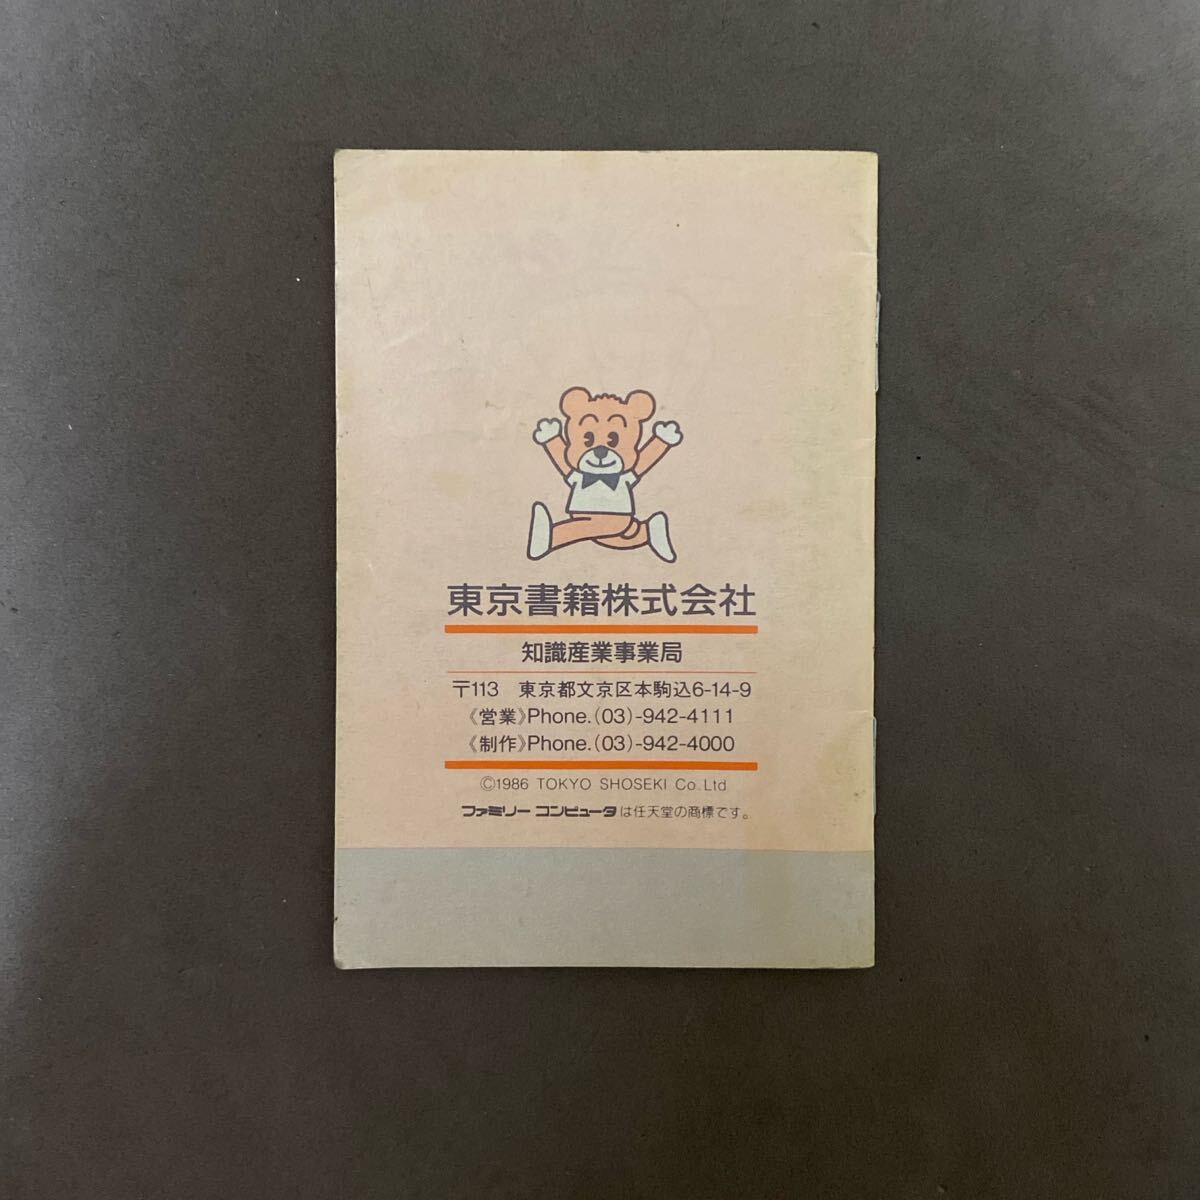 東京書籍株式会社
知識産業事業局
〒113 東京都文京区本駒込6-14-9
《営業》Phone.(03)-942-4111
《制作》Phone.(03)-942-4000
©1986 TOKYO SHOSEKI Co. Ltd
ファミリー コンピュータは任天堂の商標です。